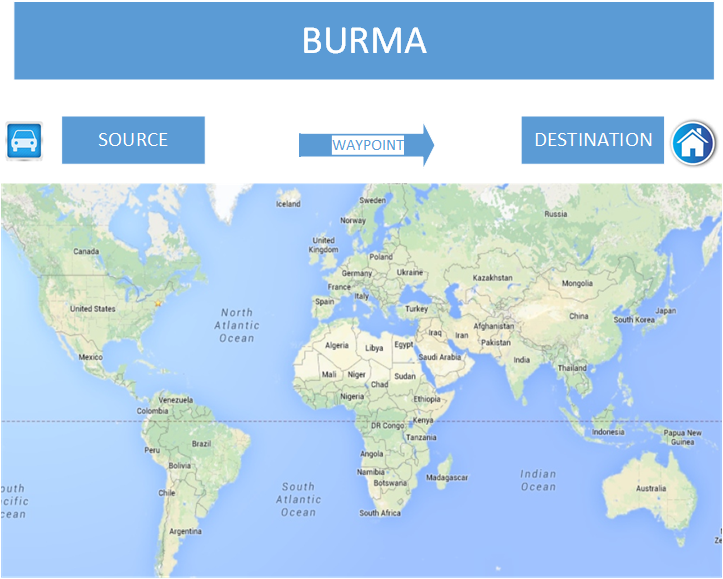 BURMA
SOURCE
WAYPOINT
DESTINATION
Iceland
Sweden
Norway
Russia
Canada
United
Kingdom
Poland
Germany
Ukraine
Kazakhstan
Mongolia
France
Italy
Spain
Turkey
United States
North
Atlantic
Ocean
China
Japan
South Korea
Afghanistan
Iraq
Iran
Pakistan
Algeria
Libya
Egypt
Saudi Arabia
India
Mexico
Thailand
Mali
Niger
Chad
Sudan
Nigeria
Ethiopia
Venezuela
Colombia
DR Congo
Kenya
Tanzania
Indonesia
Papua New
Guinea
Peru
Brazil
Bolivia
Angola
Namibia
Botswana
Madagascar
Chile
South
Atlantic
Ocean
Indian
Ocean
Australia
South Africa
Argentina
outh
cific
cean
Ze